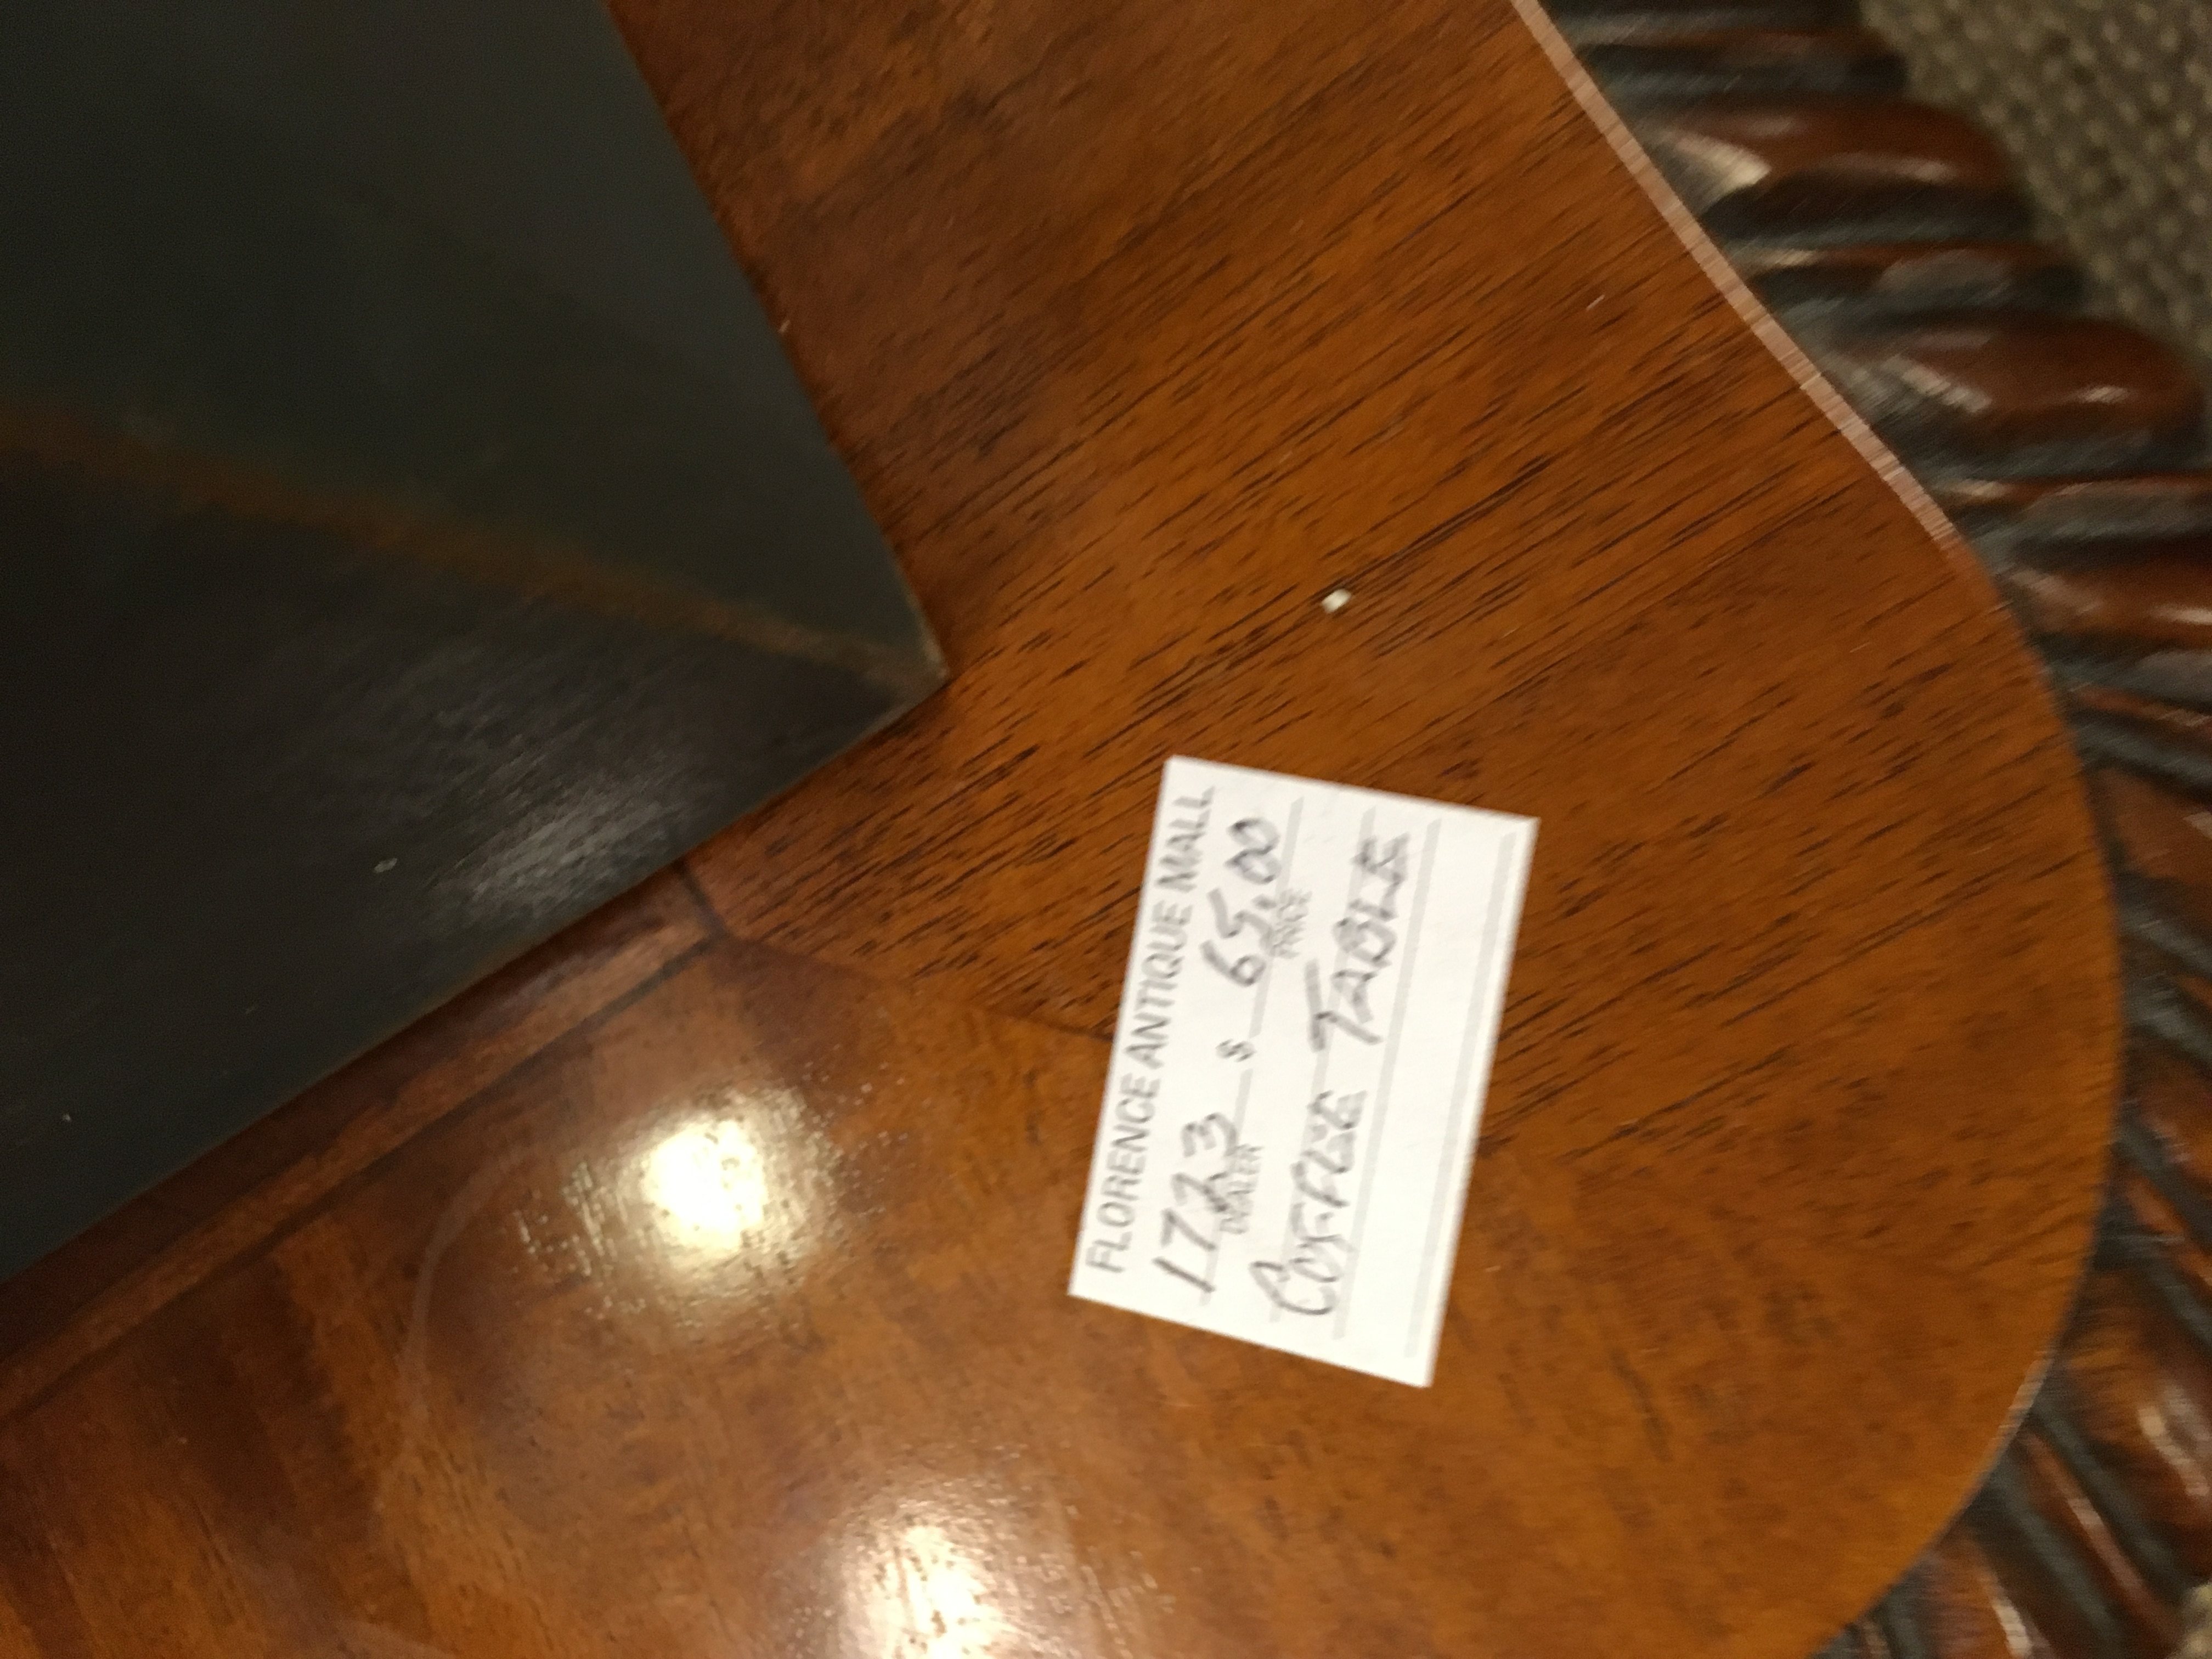 FLORENCE ANTIQUE MALL
1723 $ 65.00
DEALER PRICE
COFFEE TABLE